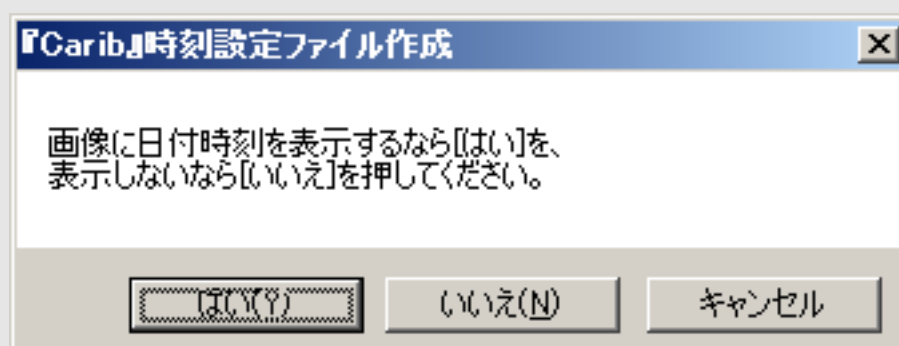 『Carib』時刻設定ファイル作成
画像に日付時刻を表示するなら[はい]を、
表示しないなら[いいえ]を押してください。
はい(Y)
いいえ(N)
キャンセル